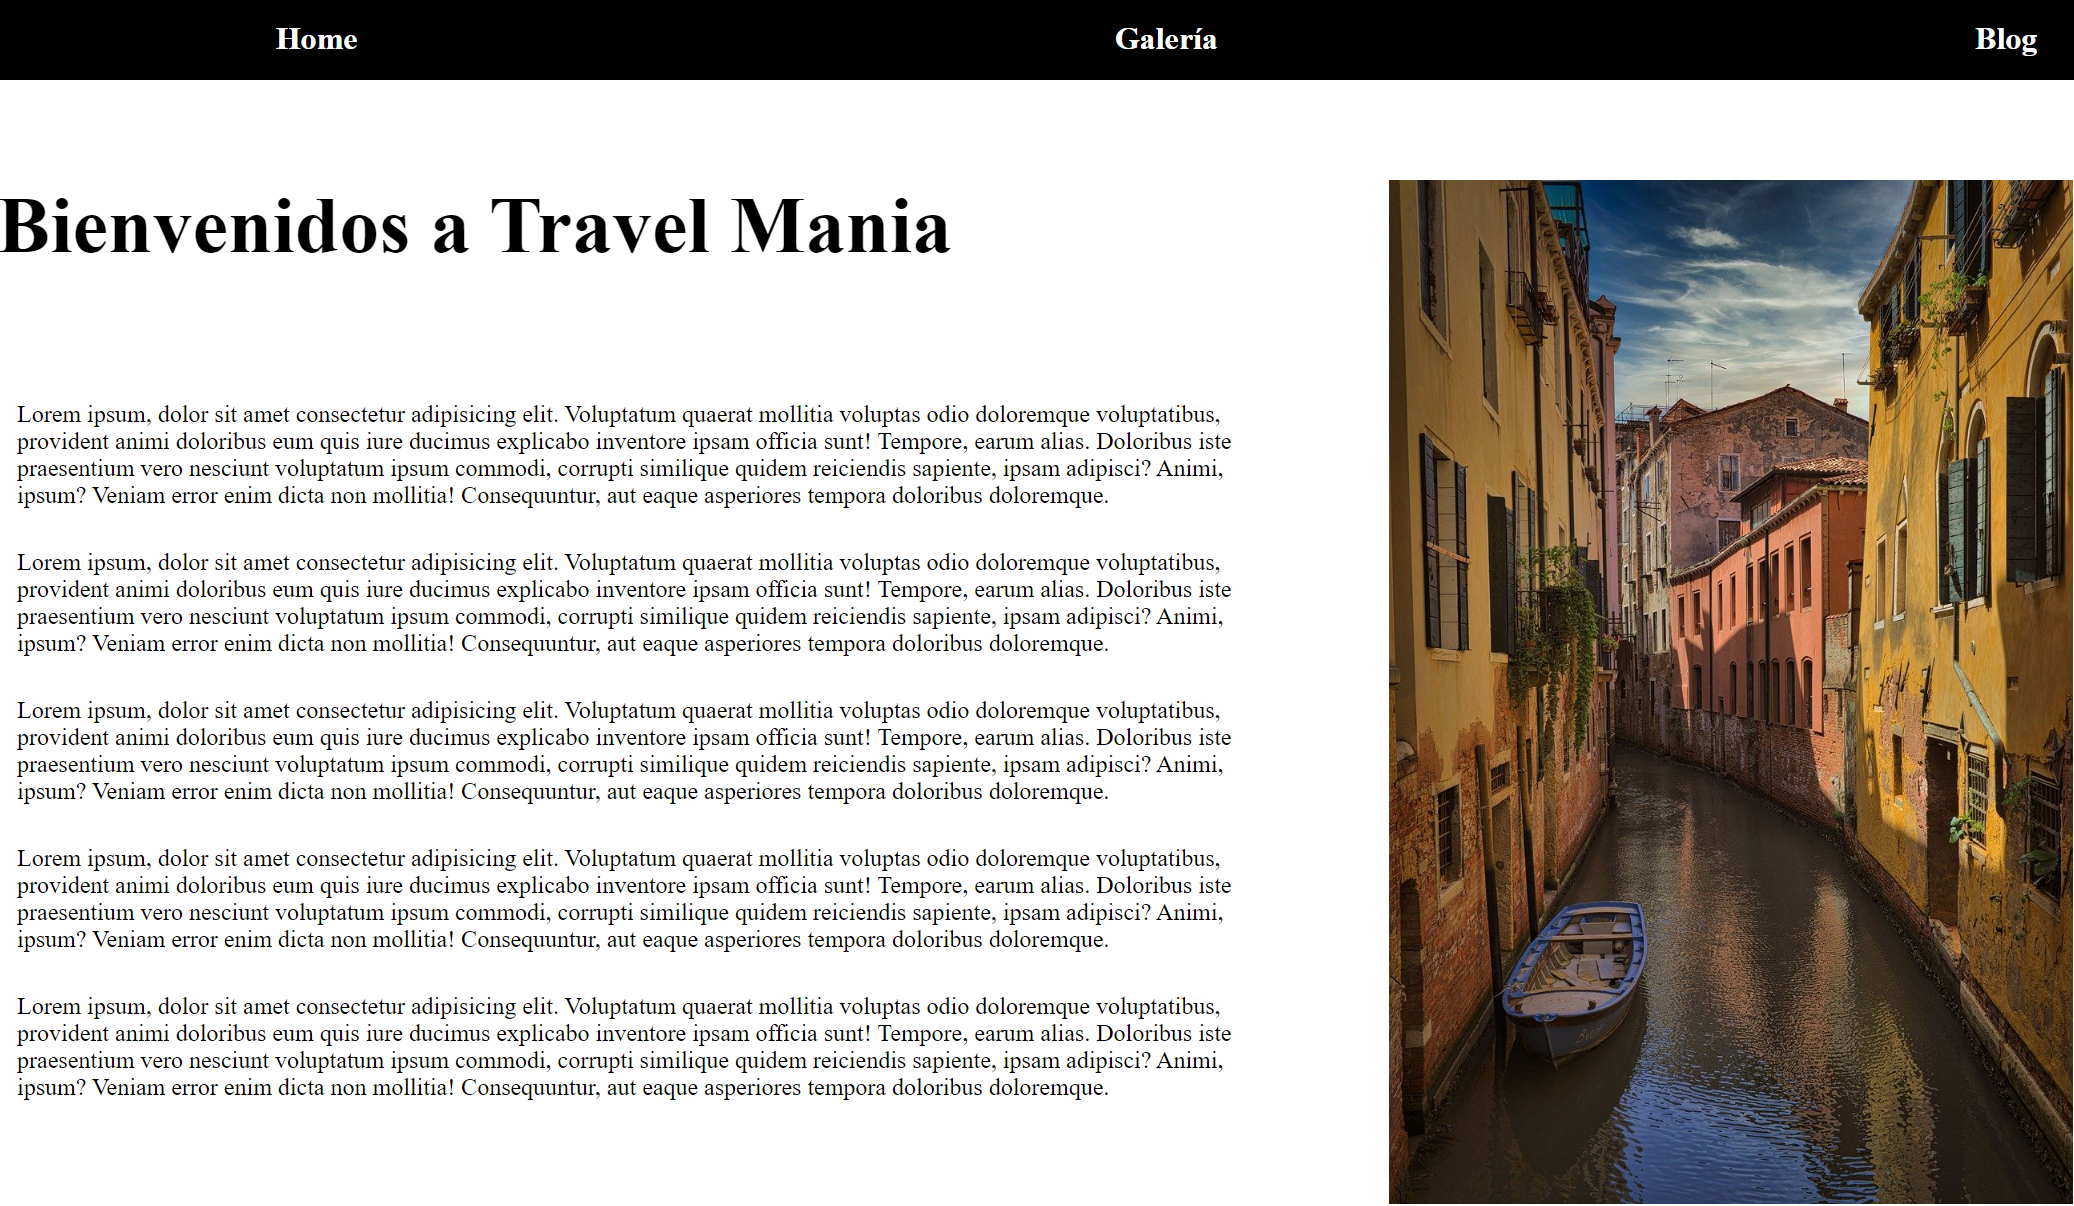 Home
Galería
Blog
Bienvenidos a Travel Mania
Lorem ipsum, dolor sit amet consectetur adipisicing elit. Voluptatum quaerat mollitia voluptas odio doloremque voluptatibus,
provident animi doloribus eum quis iure ducimus explicabo inventore ipsam officia sunt! Tempore, earum alias. Doloribus iste
praesentium vero nesciunt voluptatum ipsum commodi, corrupti similique quidem reiciendis sapiente, ipsam adipisci? Animi,
ipsum? Veniam error enim dicta non mollitia! Consequuntur, aut eaque asperiores tempora doloribus doloremque.
Lorem ipsum, dolor sit amet consectetur adipisicing elit. Voluptatum quaerat mollitia voluptas odio doloremque voluptatibus,
provident animi doloribus eum quis iure ducimus explicabo inventore ipsam officia sunt! Tempore, earum alias. Doloribus iste
praesentium vero nesciunt voluptatum ipsum commodi, corrupti similique quidem reiciendis sapiente, ipsam adipisci? Animi,
ipsum? Veniam error enim dicta non mollitia! Consequuntur, aut eaque asperiores tempora doloribus doloremque.
Lorem ipsum, dolor sit amet consectetur adipisicing elit. Voluptatum quaerat mollitia voluptas odio doloremque voluptatibus,
provident animi doloribus eum quis iure ducimus explicabo inventore ipsam officia sunt! Tempore, earum alias. Doloribus iste
praesentium vero nesciunt voluptatum ipsum commodi, corrupti similique quidem reiciendis sapiente, ipsam adipisci? Animi,
ipsum? Veniam error enim dicta non mollitia! Consequuntur, aut eaque asperiores tempora doloribus doloremque.
Lorem ipsum, dolor sit amet consectetur adipisicing elit. Voluptatum quaerat mollitia voluptas odio doloremque voluptatibus,
provident animi doloribus eum quis iure ducimus explicabo inventore ipsam officia sunt! Tempore, earum alias. Doloribus iste
praesentium vero nesciunt voluptatum ipsum commodi, corrupti similique quidem reiciendis sapiente, ipsam adipisci? Animi,
ipsum? Veniam error enim dicta non mollitia! Consequuntur, aut eaque asperiores tempora doloribus doloremque.
Lorem ipsum, dolor sit amet consectetur adipisicing elit. Voluptatum quaerat mollitia voluptas odio doloremque voluptatibus,
provident animi doloribus eum quis iure ducimus explicabo inventore ipsam officia sunt! Tempore, earum alias. Doloribus iste
praesentium vero nesciunt voluptatum ipsum commodi, corrupti similique quidem reiciendis sapiente, ipsam adipisci? Animi,
ipsum? Veniam error enim dicta non mollitia! Consequuntur, aut eaque asperiores tempora doloribus doloremque.